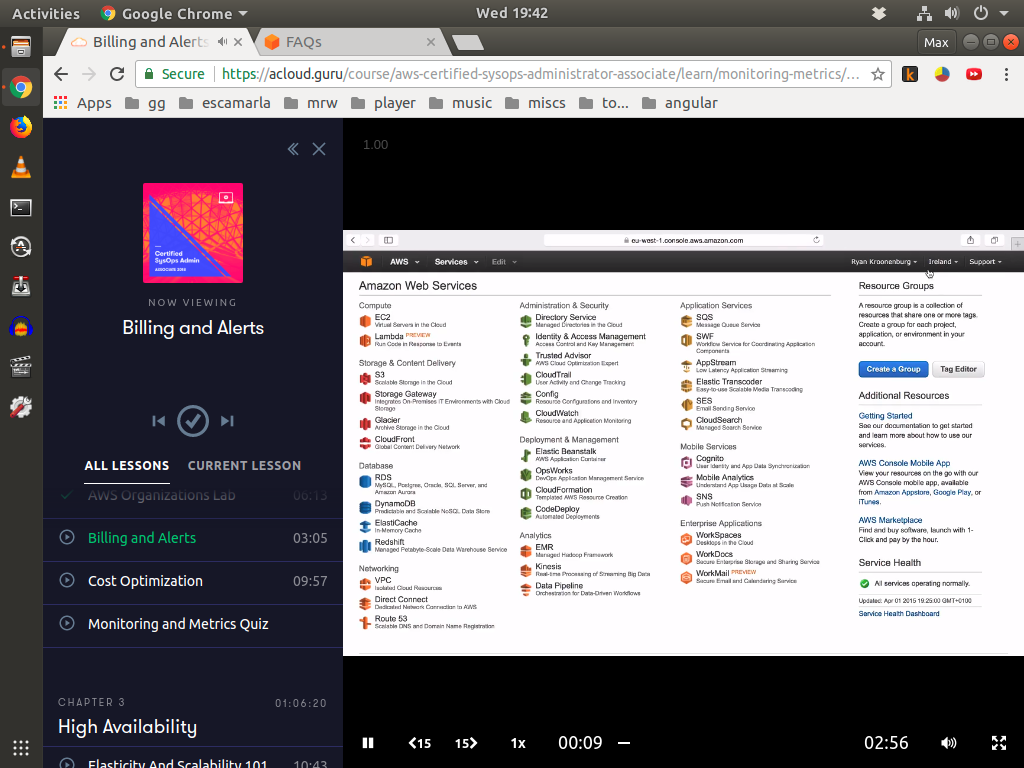 Activities
Google Chrome
Wed 19:42
Billing and Alerts
FAQs
Max
Secure
https://acloud.guru/course/aws-certified-sysops-administrator-associate/learn/monitoring-metrics/...
Apps
gg
escamarla
mrw
player
music
miscs
to...
angular
1.00
Certified
SysOps Admin
ASSOCIATE 2018
NOW VIEWING
Billing and Alerts
ALL LESSONS
CURRENT LESSON
AWS Organizations Lab 06:13
Billing and Alerts 03:05
Cost Optimization 09:57
Monitoring and Metrics Quiz
CHAPTER 3 01:06:20
High Availability
Elasticity And Scalability 101 10:43
eu-west-1.console.aws.amazon.com
AWS
Services
Edit
Ryan Kroonenburg
Ireland
Support
Amazon Web Services
Compute
EC2
Virtual Servers in the Cloud
Lambda PREVIEW
Run Code in Response to Events
Storage & Content Delivery
S3
Scalable Storage in the Cloud
Storage Gateway
Integrates On-Premises IT Environments with Cloud
Storage
Glacier
Archive Storage in the Cloud
CloudFront
Global Content Delivery Network
Database
RDS
MySQL, Postgres, Oracle, SQL Server, and
Amazon Aurora
DynamoDB
Predictable and Scalable NoSQL Data Store
ElastiCache
In-Memory Cache
Redshift
Managed Petabyte-Scale Data Warehouse Service
Networking
VPC
Isolated Cloud Resources
Direct Connect
Dedicated Network Connection to AWS
Route 53
Scalable DNS and Domain Name Registration
Administration & Security
Directory Service
Managed Directories in the Cloud
Identity & Access Management
Access Control and Key Management
Trusted Advisor
AWS Cloud Optimization Expert
CloudTrail
User Activity and Change Tracking
Config
Resource Configurations and Inventory
CloudWatch
Resource and Application Monitoring
Deployment & Management
Elastic Beanstalk
AWS Application Container
OpsWorks
DevOps Application Management Service
CloudFormation
Templated AWS Resource Creation
CodeDeploy
Automated Deployments
Analytics
EMR
Managed Hadoop Framework
Kinesis
Real-time Processing of Streaming Big Data
Data Pipeline
Orchestration for Data-Driven Workflows
Application Services
SQS
Message Queue Service
SWF
Workflow Service for Coordinating Application
Components
AppStream
Low Latency Application Streaming
Elastic Transcoder
Easy-to-use Scalable Media Transcoding
SES
Email Sending Service
CloudSearch
Managed Search Service
Mobile Services
Cognito
User Identity and App Data Synchronization
Mobile Analytics
Understand App Usage Data at Scale
SNS
Push Notification Service
Enterprise Applications
WorkSpaces
Desktops in the Cloud
WorkDocs
Secure Enterprise Storage and Sharing Service
WorkMail PREVIEW
Secure Email and Calendaring Service
Resource Groups
A resource group is a collection of
resources that share one or more tags.
Create a group for each project,
application, or environment in your
account.
Create a Group
Tag Editor
Additional Resources
Getting Started
See our documentation to get started
and learn more about how to use our
services.
AWS Console Mobile App
View your resources on the go with our
AWS Console mobile app, available
from Amazon Appstore, Google Play, or
iTunes.
AWS Marketplace
Find and buy software, launch with 1-
Click and pay by the hour.
Service Health
All services operating normally.
Updated: Apr 01 2015 19:25:00 GMT+0100
Service Health Dashboard
15
15
1x
00:09
02:56